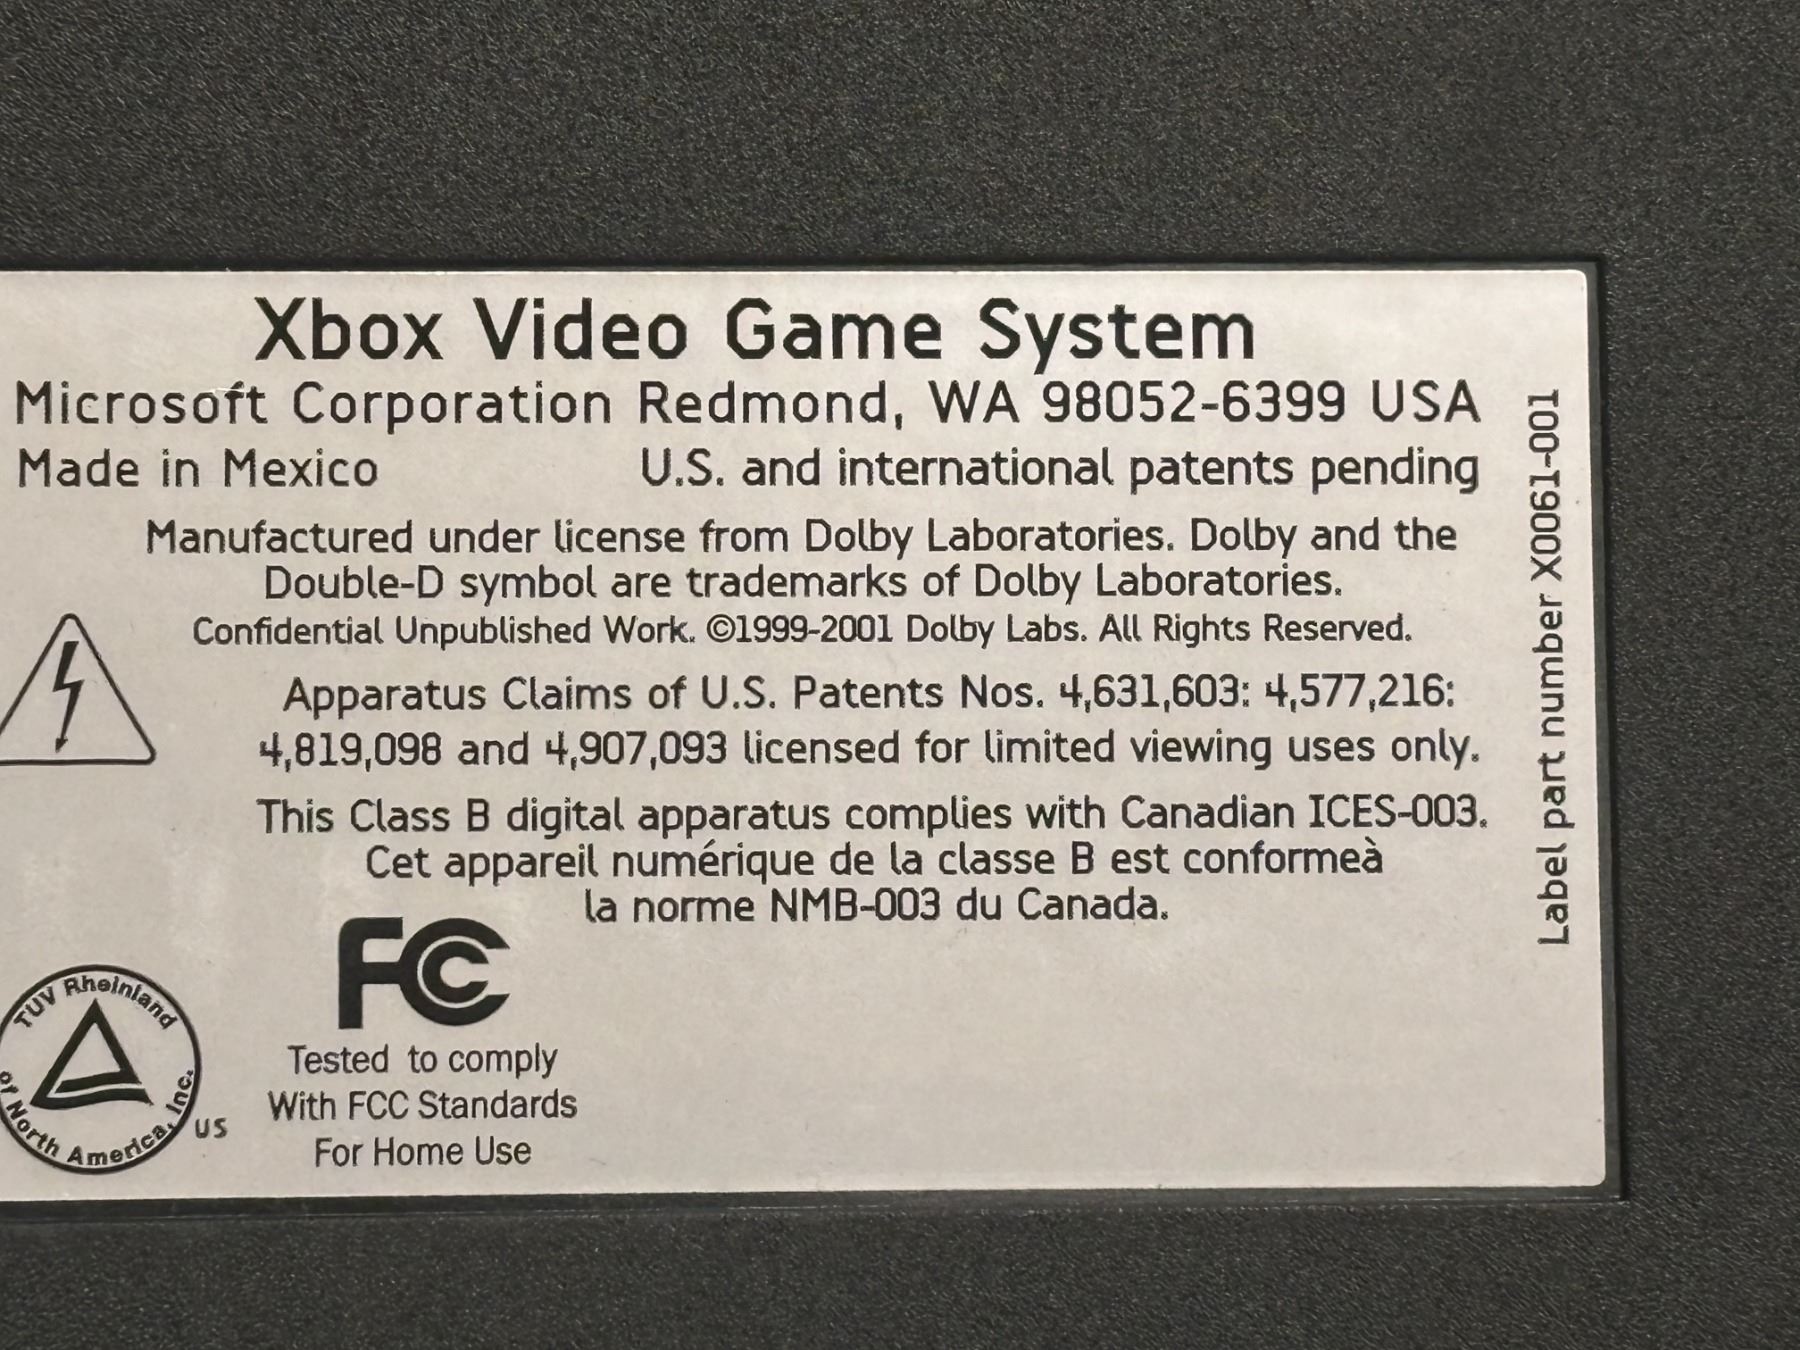 Xbox Video Game System
Microsoft Corporation Redmond, WA 98052-6399 USA
Made in Mexico U.S. and international patents pending
Manufactured under license from Dolby Laboratories. Dolby and the
Double-D symbol are trademarks of Dolby Laboratories.
Confidential Unpublished Work. ©1999-2001 Dolby Labs. All Rights Reserved.
Apparatus Claims of U.S. Patents Nos. 4,631,603: 4,577,216:
4,819,098 and 4,907,093 licensed for limited viewing uses only.
This Class B digital apparatus complies with Canadian ICES-003.
Cet appareil numérique de la classe B est conformeà
la norme NMB-003 du Canada.
FC
Tested to comply
With FCC Standards
For Home Use
TUV Rheinland
of North America, Inc.
US
Label part number X0061-001